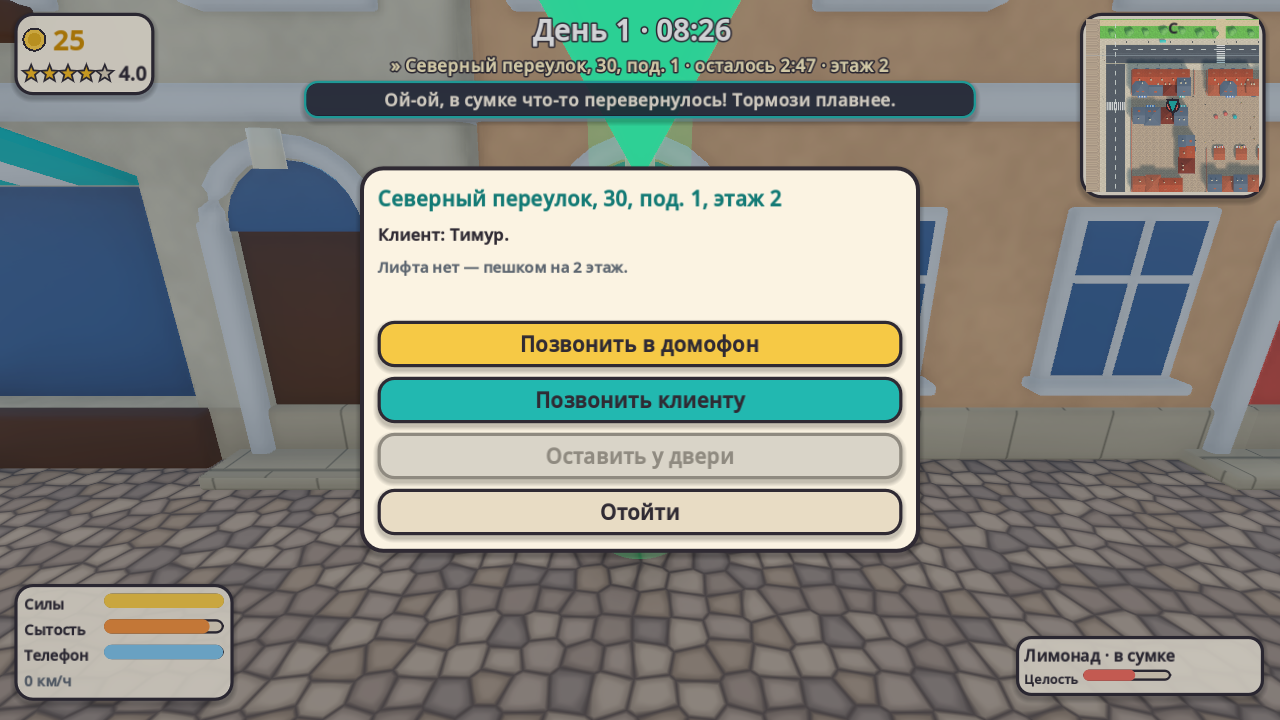 25
4.0
День 1 · 08:26
» Северный переулок, 30, под. 1 · осталось 2:47 · этаж 2
Ой-ой, в сумке что-то перевернулось! Тормози плавнее.
С
Северный переулок, 30, под. 1, этаж 2
Клиент: Тимур.
Лифта нет — пешком на 2 этаж.
Позвонить в домофон
Позвонить клиенту
Оставить у двери
Отойти
Силы
Сытость
Телефон
0 км/ч
Лимонад · в сумке
Целость